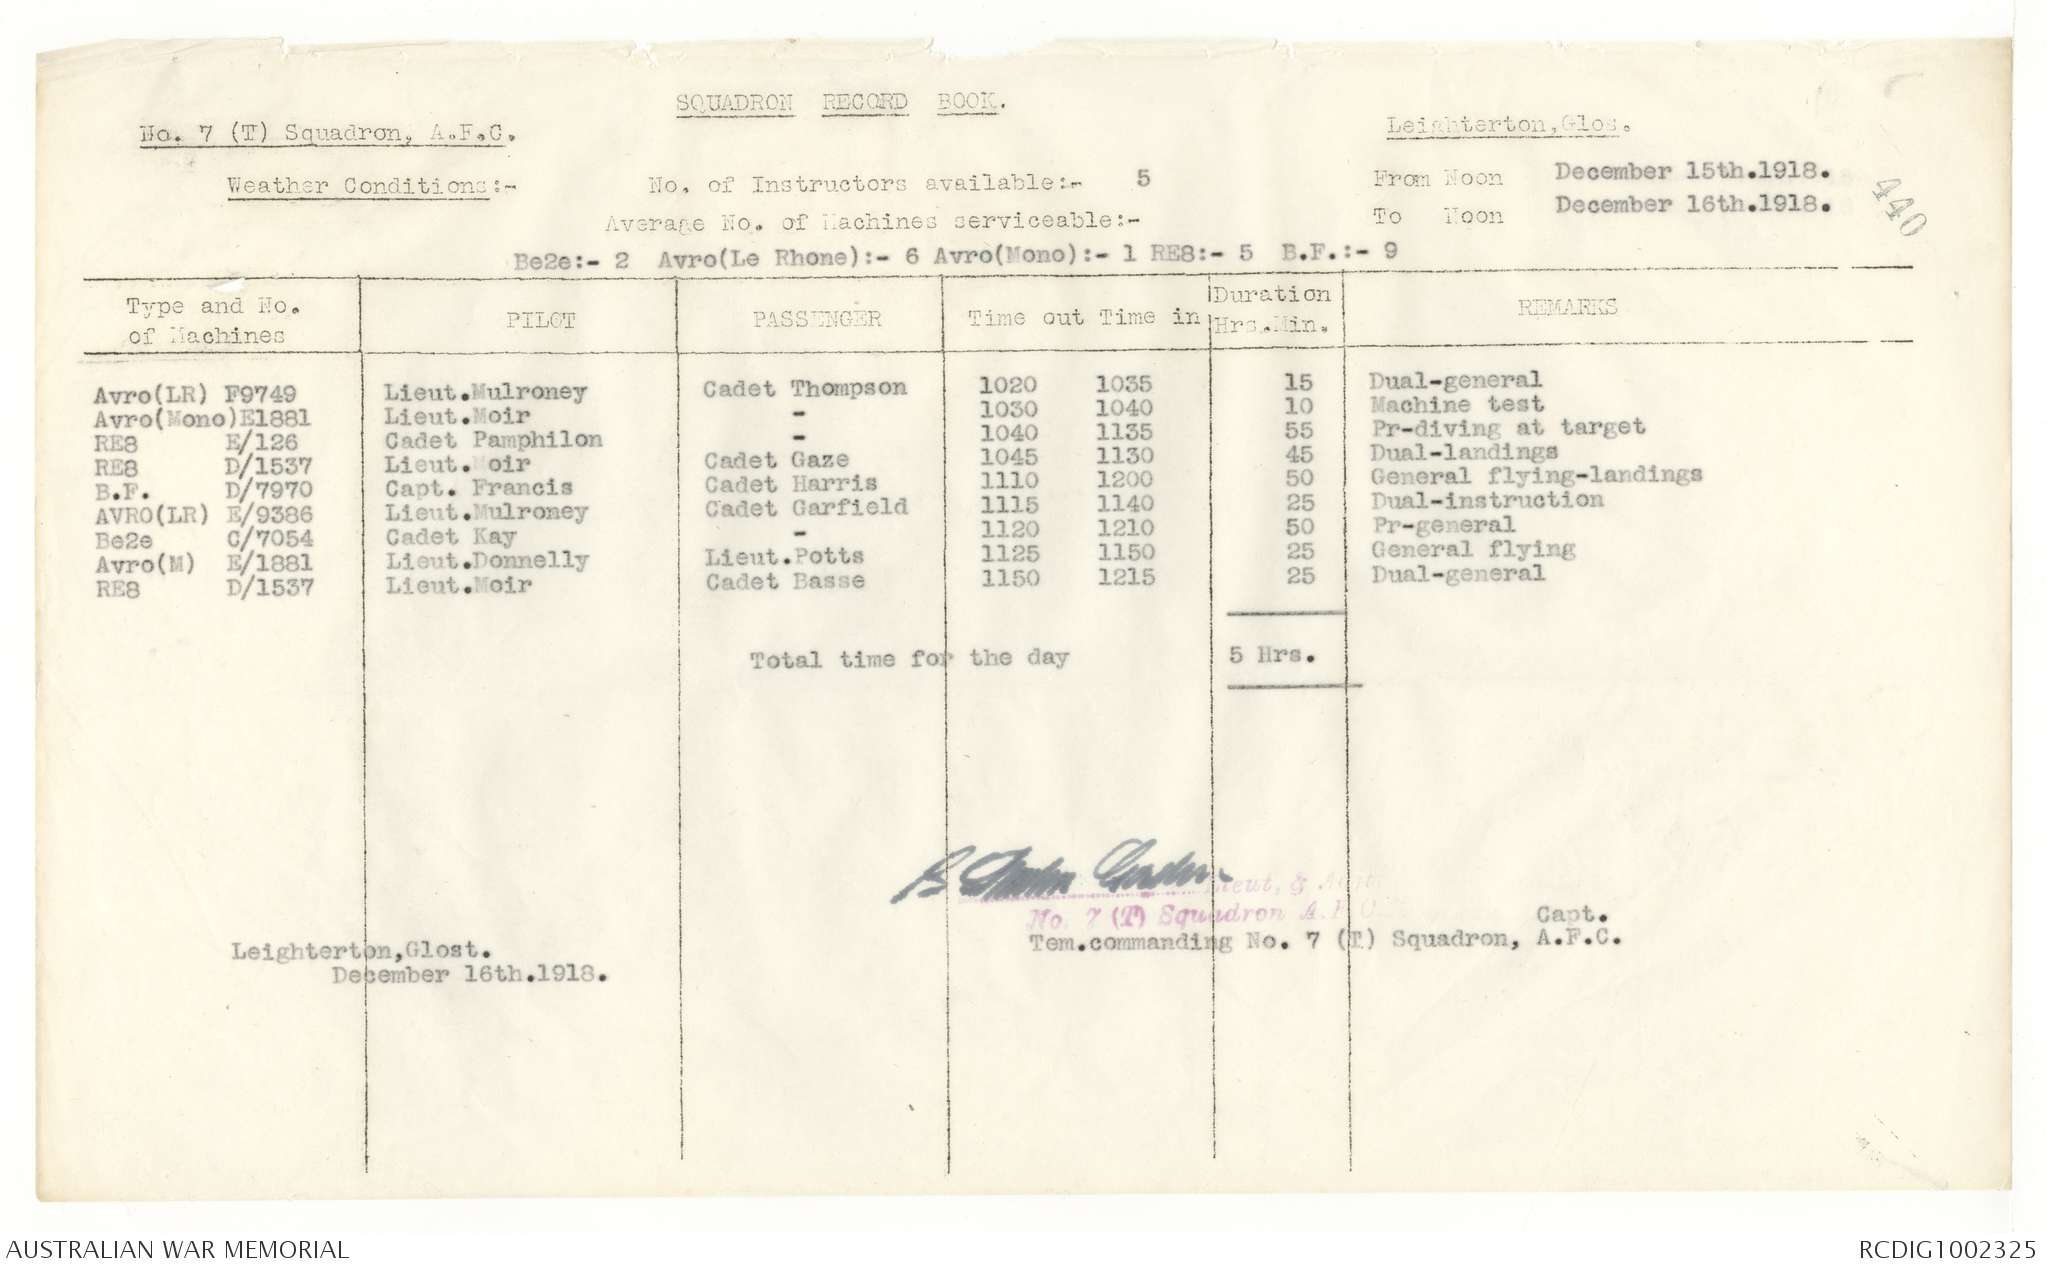 SQUADRON RECORD BOOK.
No. 7 (T) Squadron, A.F.C.
Leighterton,Glos.
Weather Conditions:-
No. of Instructors available:- 5
From Noon December 15th.1918.
To Noon December 16th.1918.
440
Average No. of Machines serviceable:-
Be2e:- 2 Avro(Le Rhone):- 6 Avro(Mono):- 1 RE8:- 5 B.F.:- 9
Type and No. of Machines PILOT PASSENGER Time out Time in Duration Hrs.Min. REMARKS
Avro(LR) F9749 Lieut.Mulroney Cadet Thompson 1020 1035 15 Dual-general
Avro(Mono)E1881 Lieut.Moir - 1030 1040 10 Machine test
RE8 E/126 Cadet Pamphilon - 1040 1135 55 Pr-diving at target
RE8 D/1537 Lieut.Moir Cadet Gaze 1045 1130 45 Dual-landings
B.F. D/7970 Capt. Francis Cadet Harris 1110 1200 50 General flying-landings
AVRO(LR) E/9386 Lieut.Mulroney Cadet Garfield 1115 1140 25 Dual-instruction
Be2e C/7054 Cadet Kay - 1120 1210 50 Pr-general
Avro(M) E/1881 Lieut.Donnelly Lieut.Potts 1125 1150 25 General flying
RE8 D/1537 Lieut.Moir Cadet Basse 1150 1215 25 Dual-general
Total time for the day 5 Hrs.
Lieut, &
No. 7 (T) Squadron A.F.C.
Capt.
Tem.commanding No. 7 (T) Squadron, A.F.C.
Leighterton,Glost.
December 16th.1918.
AUSTRALIAN WAR MEMORIAL
RCDIG1002325